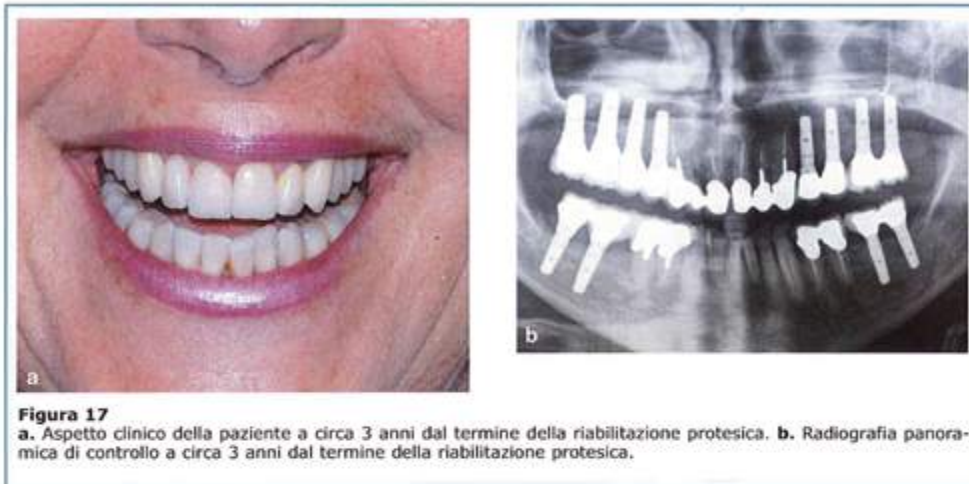 a
b
Figura 17
a. Aspetto clinico della paziente a circa 3 anni dal termine della riabilitazione protesica. b. Radiografia panora-
mica di controllo a circa 3 anni dal termine della riabilitazione protesica.